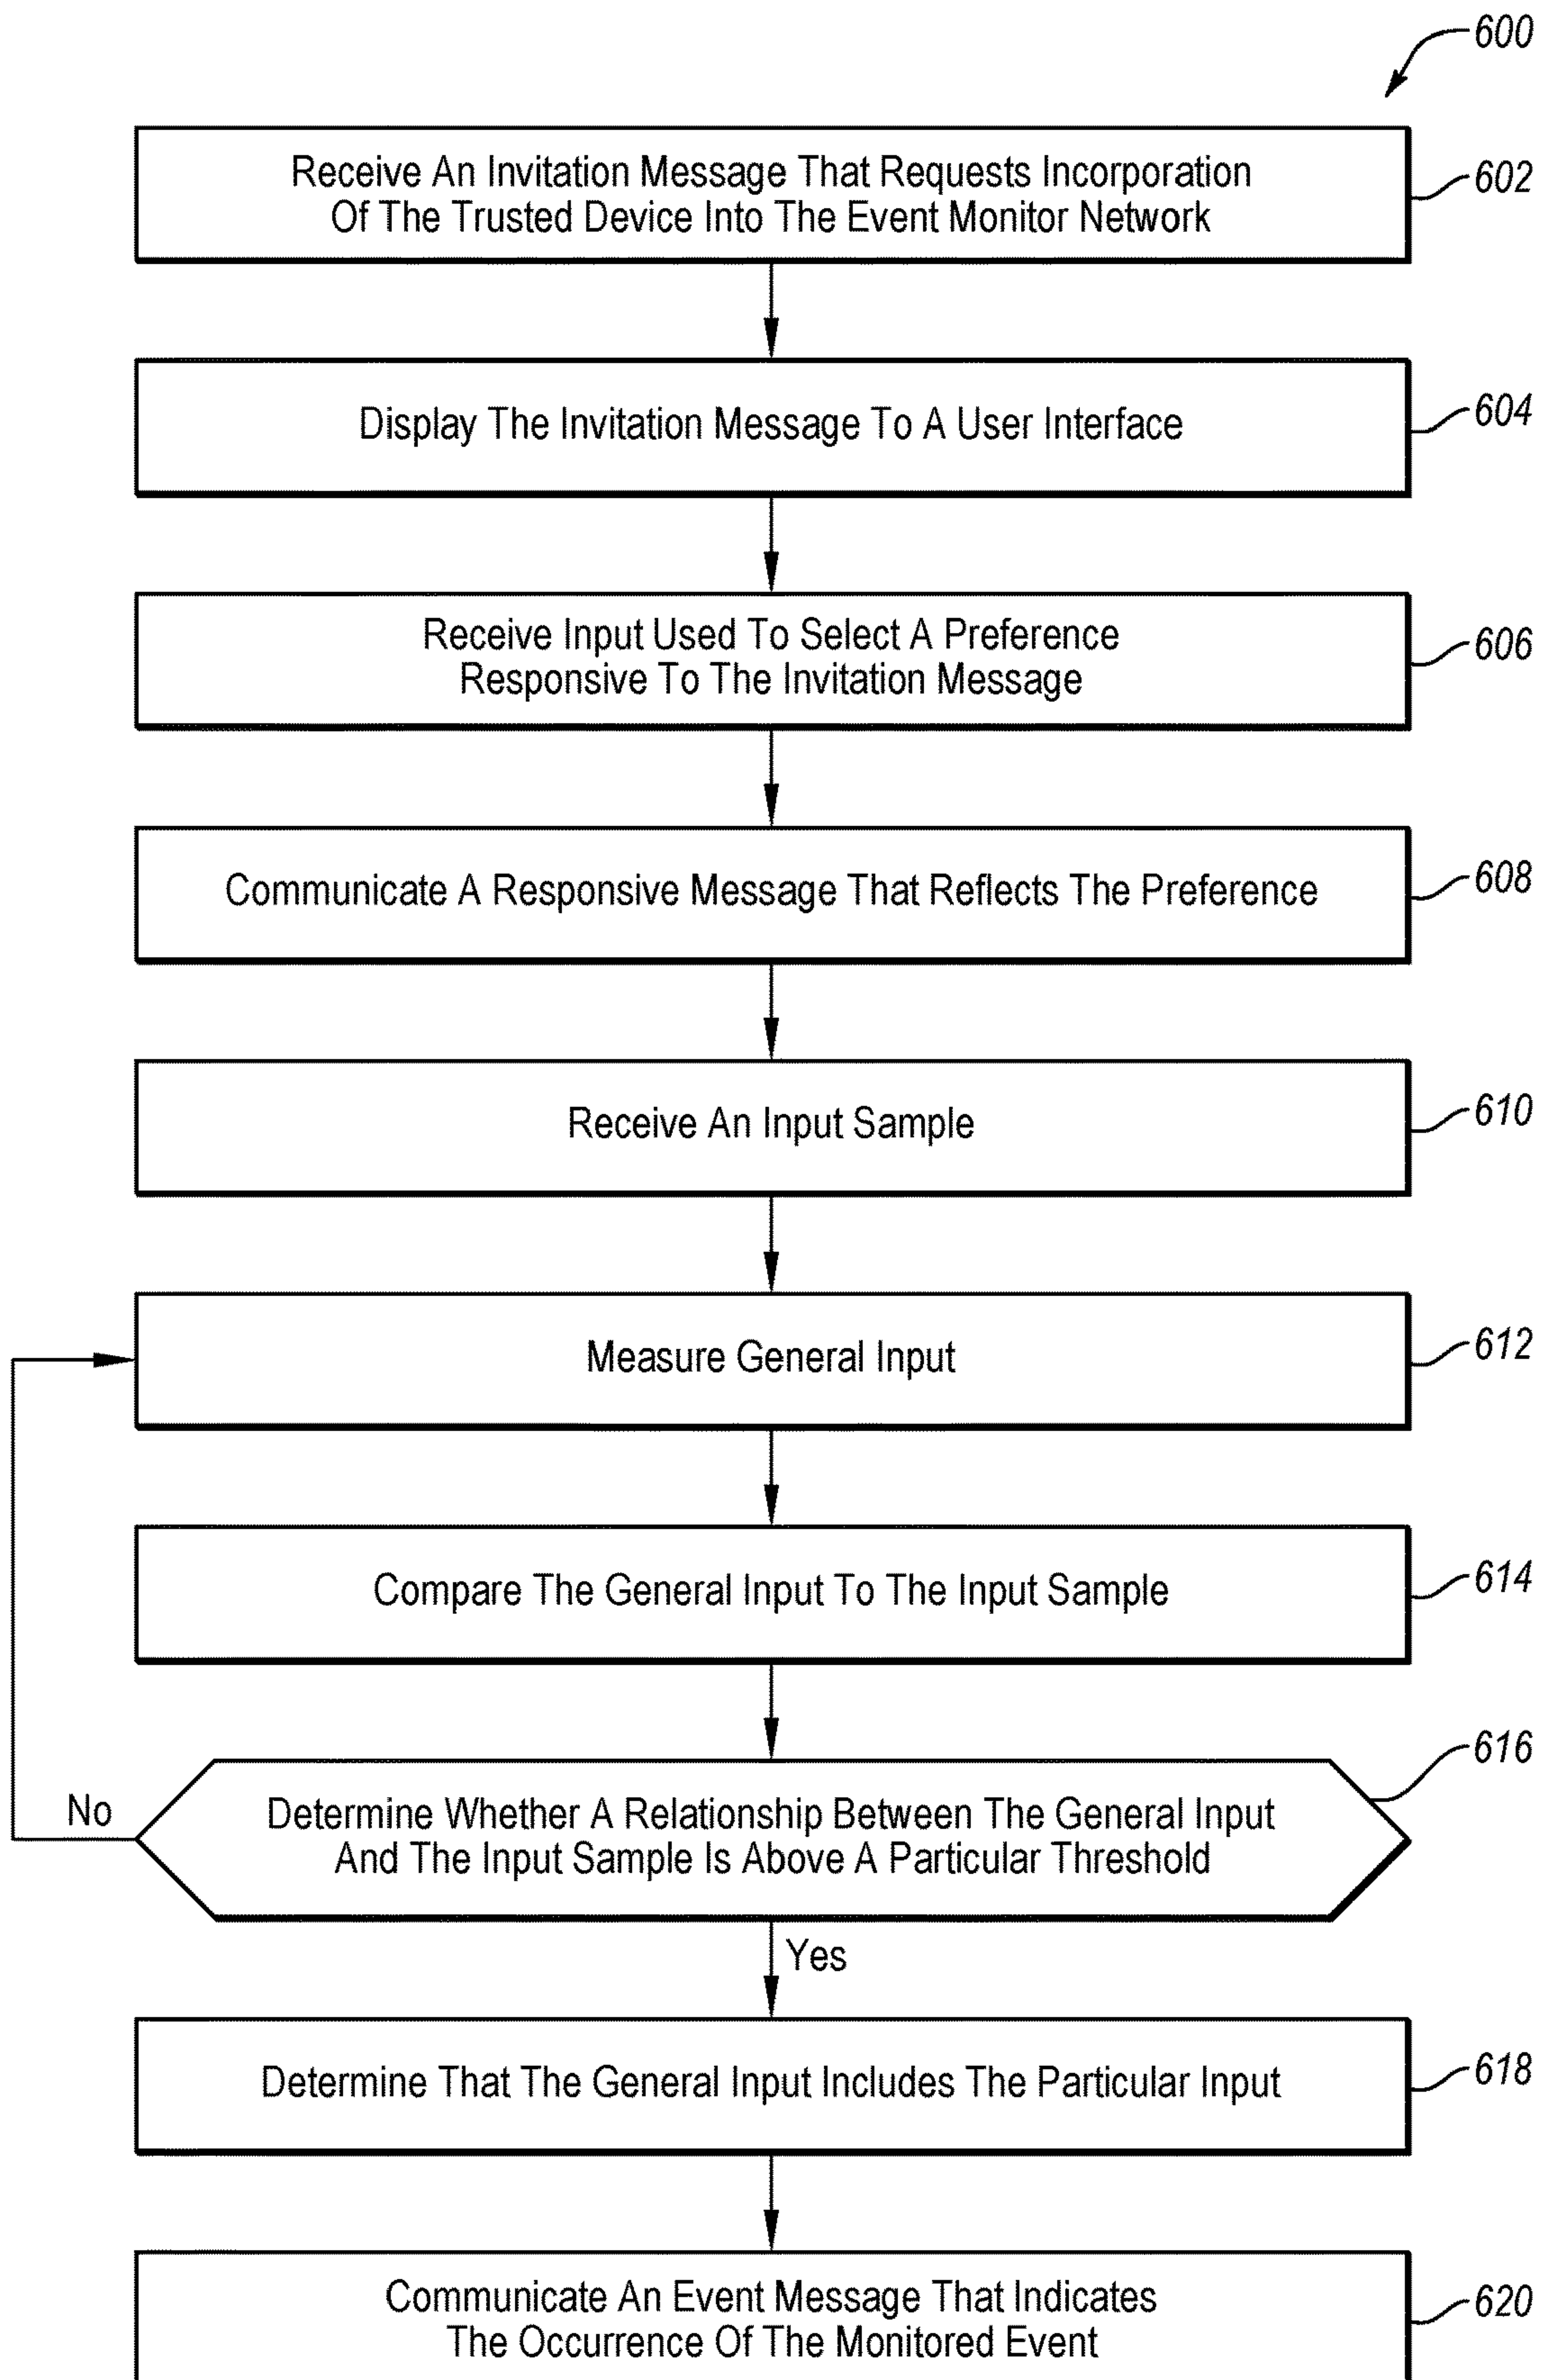 600
Receive An Invitation Message That Requests Incorporation
Of The Trusted Device Into The Event Monitor Network
602
Display The Invitation Message To A User Interface
604
Receive Input Used To Select A Preference
Responsive To The Invitation Message
606
Communicate A Responsive Message That Reflects The Preference
608
Receive An Input Sample
610
Measure General Input
612
Compare The General Input To The Input Sample
614
616
No
Determine Whether A Relationship Between The General Input
And The Input Sample Is Above A Particular Threshold
Yes
Determine That The General Input Includes The Particular Input
618
Communicate An Event Message That Indicates
The Occurrence Of The Monitored Event
620